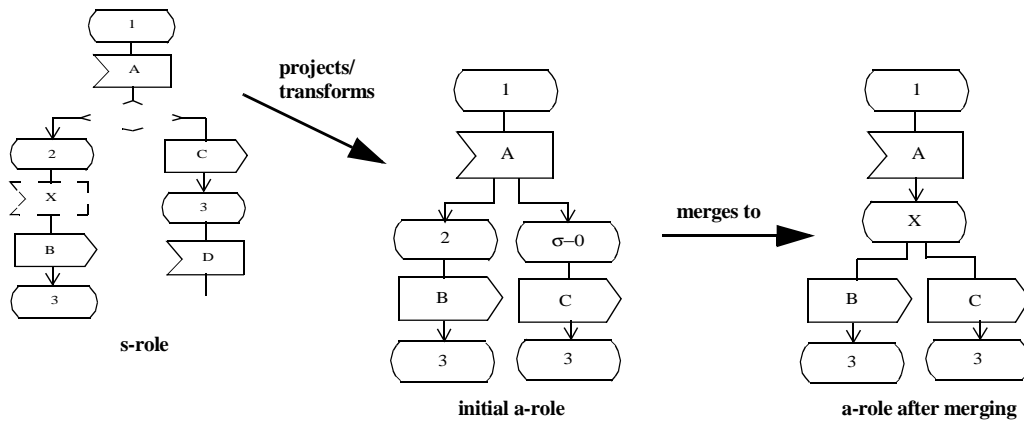 1
A
2
C
X
3
B
D
3
s-role
projects/
transforms
1
A
2
σ–0
B
C
3
3
initial a-role
merges to
1
A
X
B
C
3
3
a-role after merging